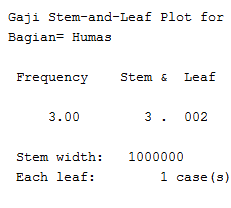 Gaji Stem-and-Leaf Plot for
Bagian= Humas
Frequency Stem & Leaf
3.00 3 . 002
Stem width: 1000000
Each leaf: 1 case(s)